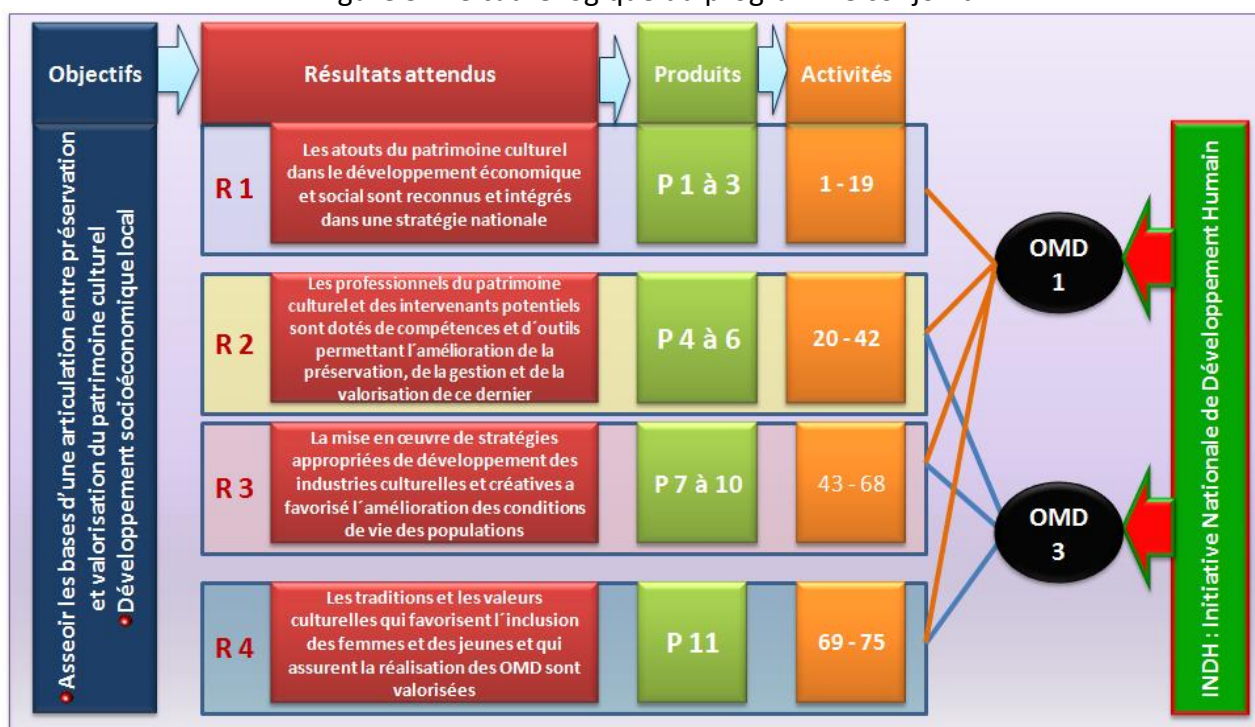 Objectifs
Résultats attendus
Produits
Activités
Asseoir les bases d'une articulation entre préservation
et valorisation du patrimoine culturel
Développement socioéconomique local
R 1
Les atouts du patrimoine culturel
dans le développement économique
et social sont reconnus et intégrés
dans une stratégie nationale
P 1 à 3
1 - 19
R 2
Les professionnels du patrimoine
culturel et des intervenants potentiels
sont dotés de compétences et d´outils
permettant l´amélioration de la
préservation, de la gestion et de la
valorisation de ce dernier
P 4 à 6
20 - 42
R 3
La mise en œuvre de stratégies
appropriées de développement des
industries culturelles et créatives a
favorisé l´amélioration des conditions
de vie des populations
P 7 à 10
43 - 68
R 4
Les traditions et les valeurs
culturelles qui favorisent l´inclusion
des femmes et des jeunes et qui
assurent la réalisation des OMD sont
valorisées
P 11
69 - 75
OMD
1
OMD
3
INDH : Initiative Nationale de Développement Humain